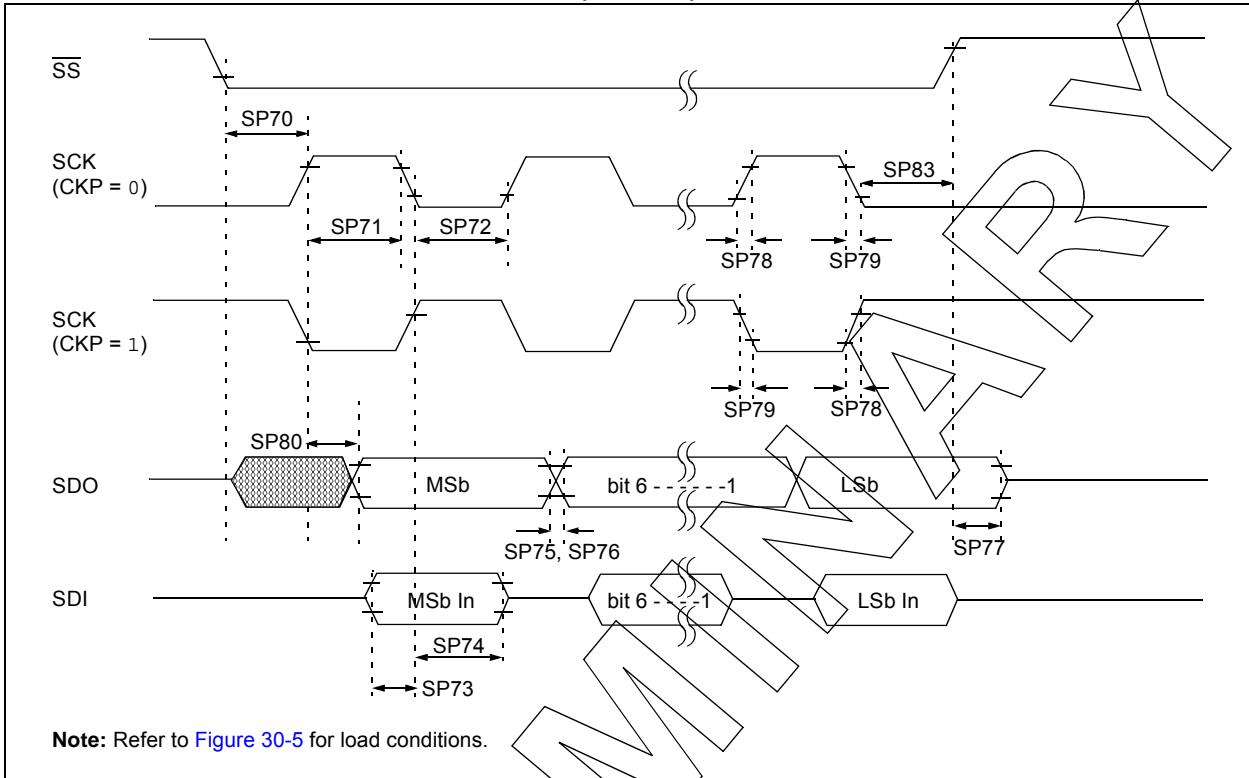 SS
SP70
SCK
(CKP = 0)
SP83
SP71
SP72
SP78
SP79
SCK
(CKP = 1)
SP79
SP78
SP80
SDO
MSb
bit 6 - - - - - -1
LSb
SP75, SP76
SP77
SDI
MSb In
bit 6 - - - -1
LSb In
SP74
SP73
Note: Refer to Figure 30-5 for load conditions.
M I N A R Y